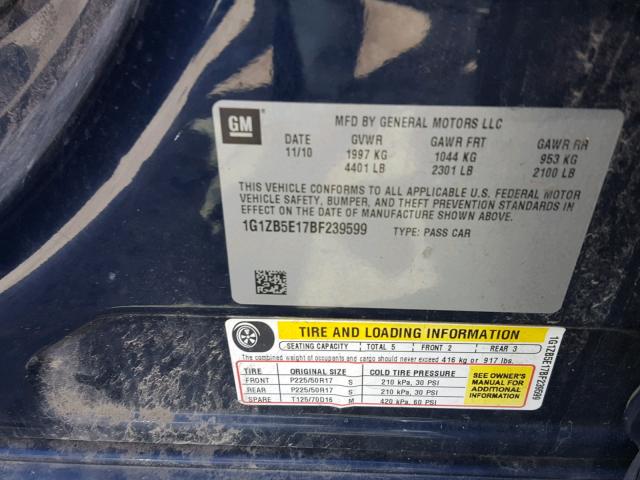 GM
MFD BY GENERAL MOTORS LLC
DATE GVWR GAWR FRT GAWR RR
11/10 1997 KG 1044 KG 953 KG
4401 LB 2301 LB 2100 LB
THIS VEHICLE CONFORMS TO ALL APPLICABLE U.S. FEDERAL MOTOR
VEHICLE SAFETY, BUMPER, AND THEFT PREVENTION STANDARDS IN
EFFECT ON THE DATE OF MANUFACTURE SHOWN ABOVE.
1G1ZB5E17BF239599 TYPE: PASS CAR
TIRE AND LOADING INFORMATION
SEATING CAPACITY TOTAL 5 FRONT 2 REAR 3
The combined weight of occupants and cargo should never exceed 416 kg or 917 lbs.
TIRE ORIGINAL SIZE COLD TIRE PRESSURE
FRONT P225/50R17 S 210 kPa, 30 PSI
REAR P225/50R17 S 210 kPa, 30 PSI
SPARE T125/70D16 M 420 kPa, 60 PSI
SEE OWNER'S
MANUAL FOR
ADDITIONAL
INFORMATION
1G1ZB5E17BF239599